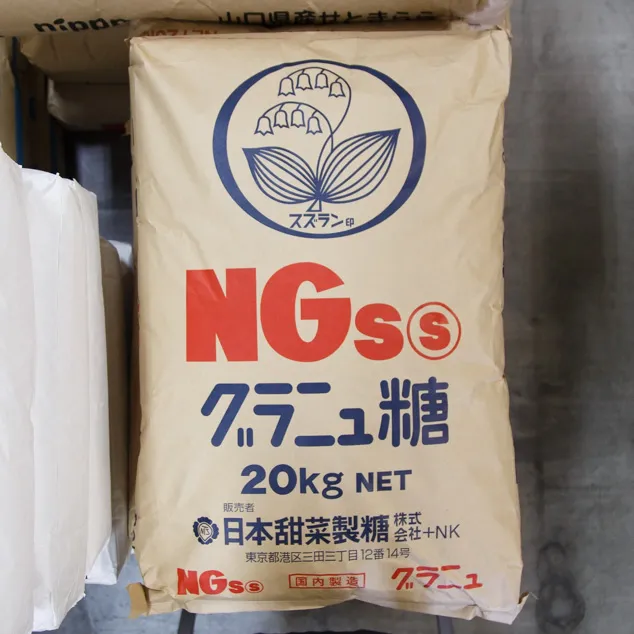 nippn
山口県産せときらら
スズラン印
NGSⓈ
グラニュ糖
20kg NET
販売者
日本甜菜製糖株式会社+NK
東京都港区三田三丁目12番14号
NGSⓈ 国内製造 グラニュ